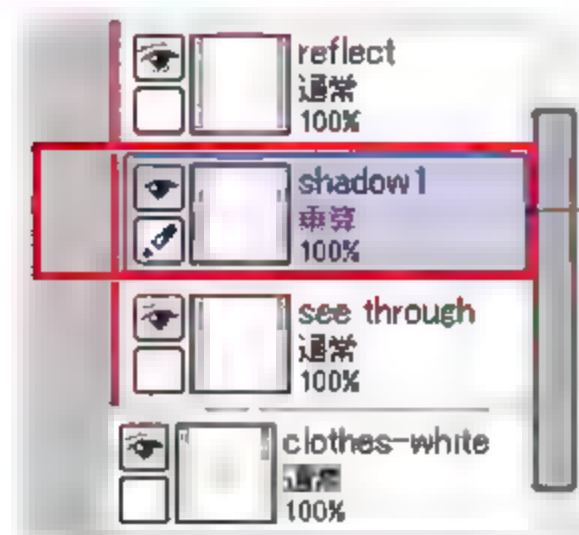 reflect
通常
100%
shadow1
乗算
100%
see through
通常
100%
clothes-white
通常
100%